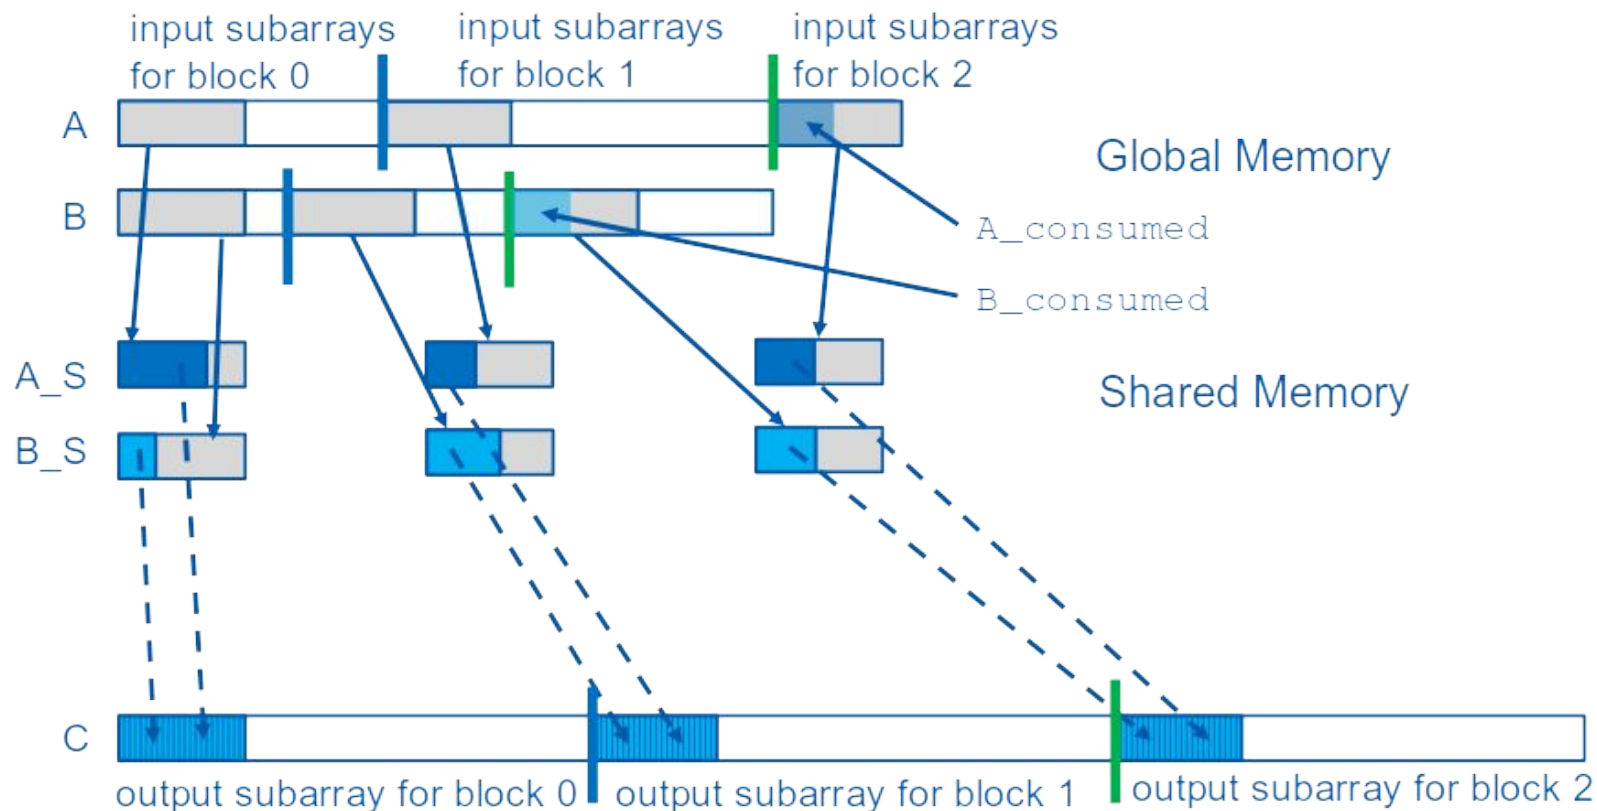 input subarrays
for block 0
input subarrays
for block 1
input subarrays
for block 2
A
Global Memory
B
A_consumed
B_consumed
A_S
Shared Memory
B_S
C
output subarray for block 0
output subarray for block 1
output subarray for block 2